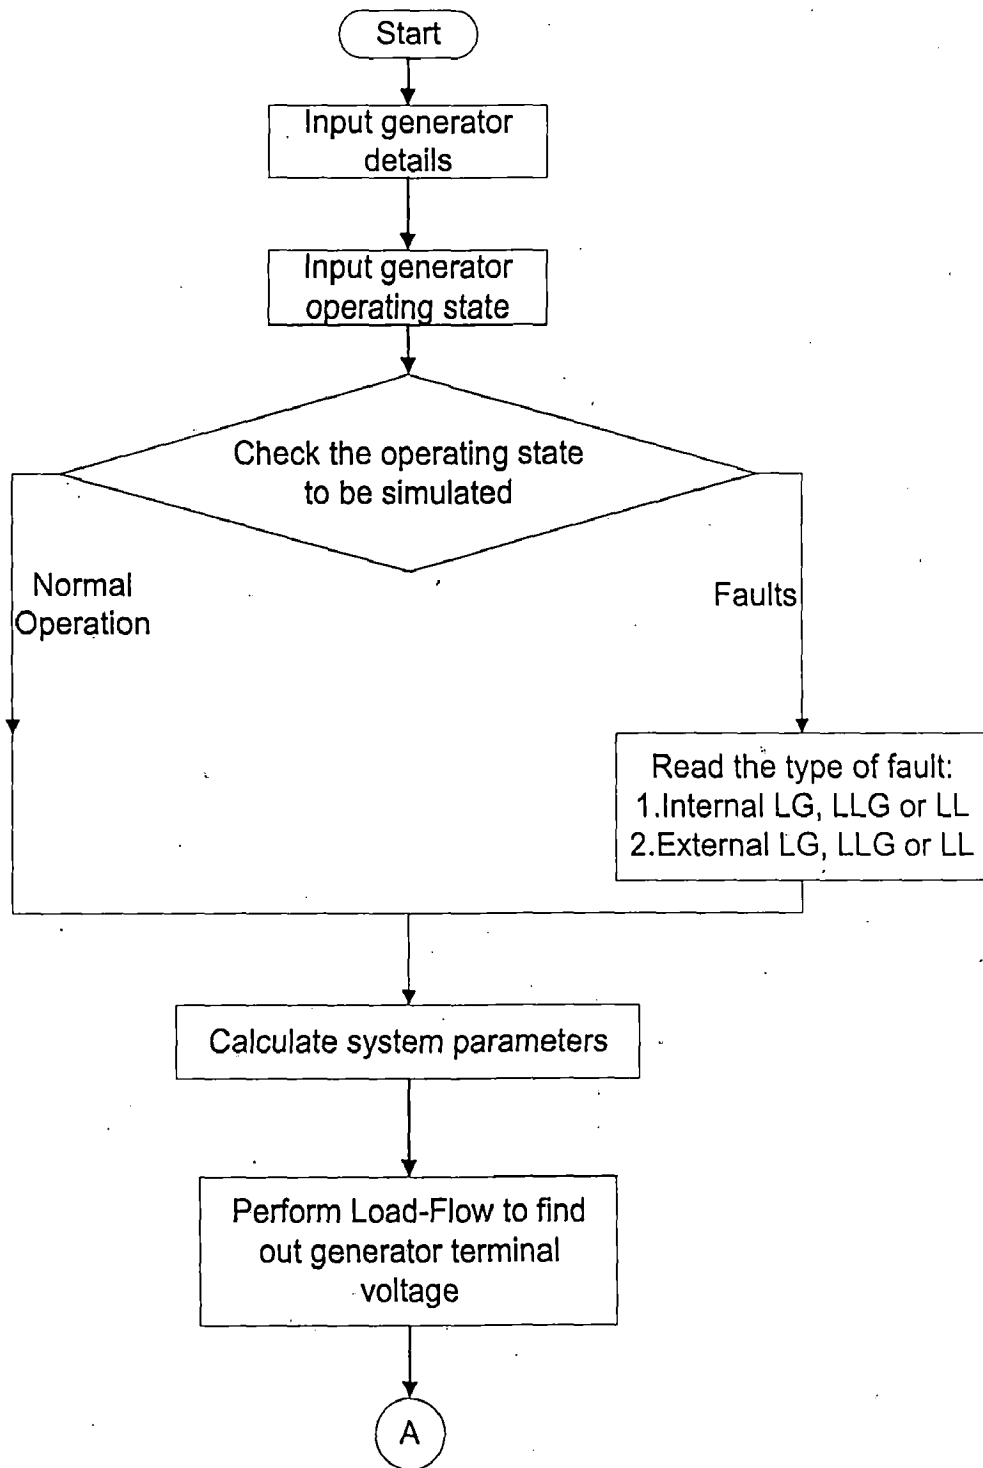 Start
Input generator
details
Input generator
operating state
Check the operating state
to be simulated
Normal
Operation
Faults
Read the type of fault:
1.Internal LG, LLG or LL
2.External LG, LLG or LL
Calculate system parameters
Perform Load-Flow to find
out generator terminal
voltage
A